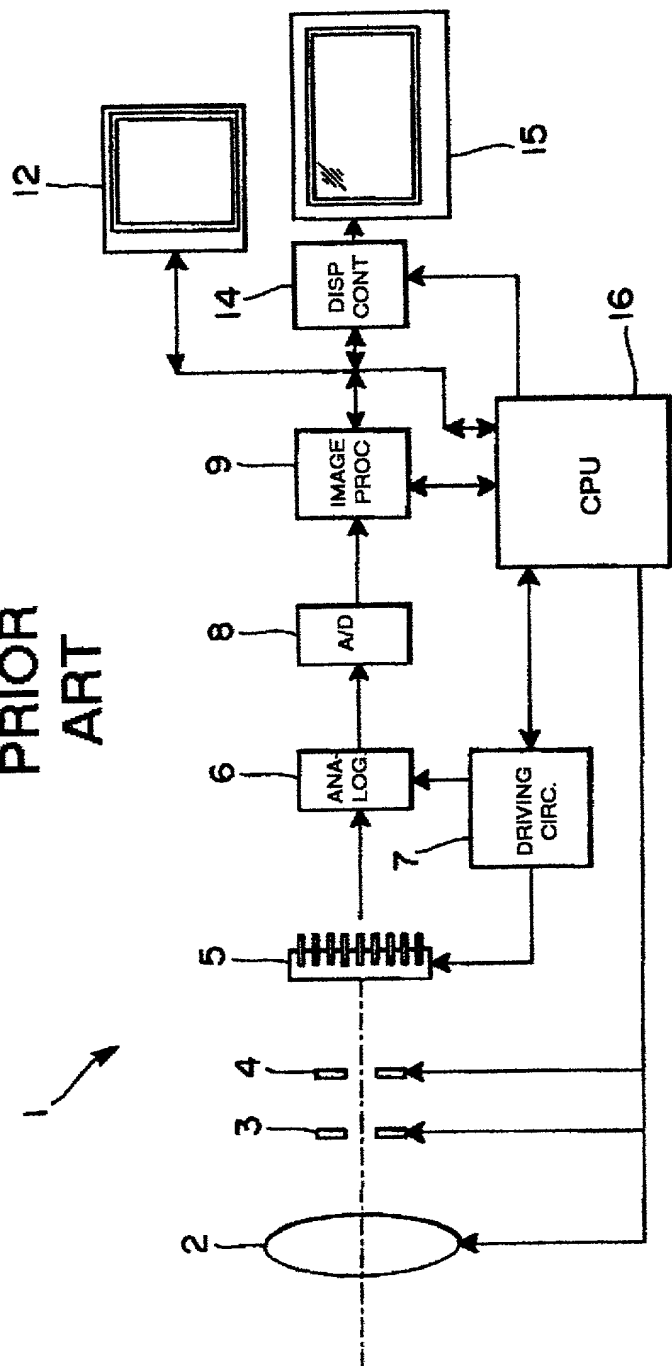 PRIOR
ART
1
2
3
4
5
6
ANA-
LOG
7
DRIVING
CIRC.
8
A/D
9
IMAGE
PROC
12
14
DISP
CONT
15
16
CPU